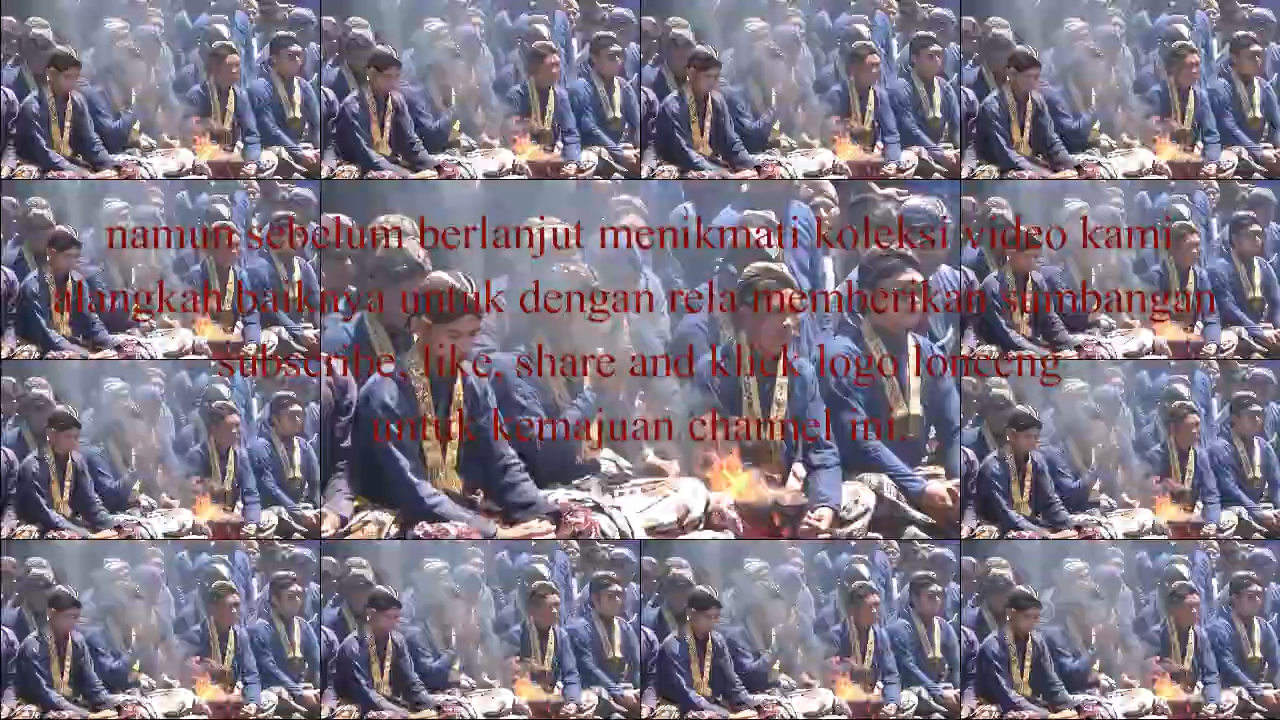 namun sebelum berlanjut menikmati koleksi video kami
alangkah baiknya untuk dengan rela memberikan sumbangan
subscribe, like, share and klick logo lonceng
untuk kemajuan channel ini.